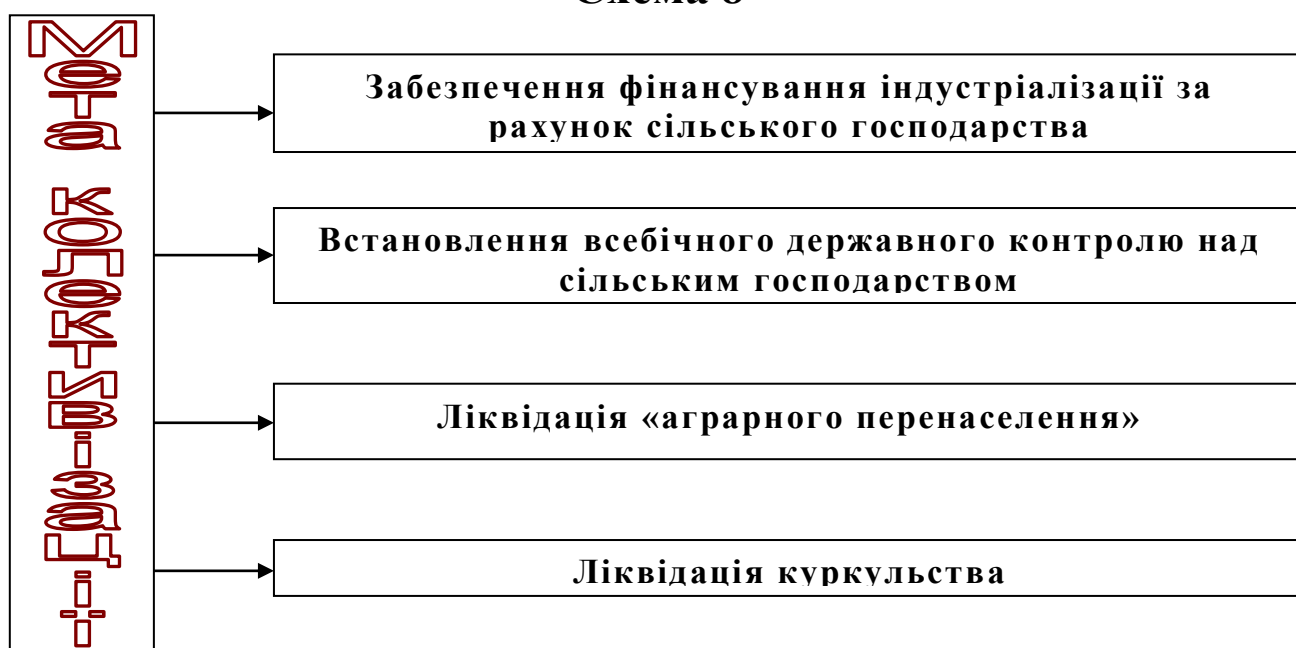 Мета колективізації
Забезпечення фінансування індустріалізації за
рахунок сільського господарства
Встановлення всебічного державного контролю над
сільським господарством
Ліквідація «аграрного перенаселення»
Ліквідація куркульства